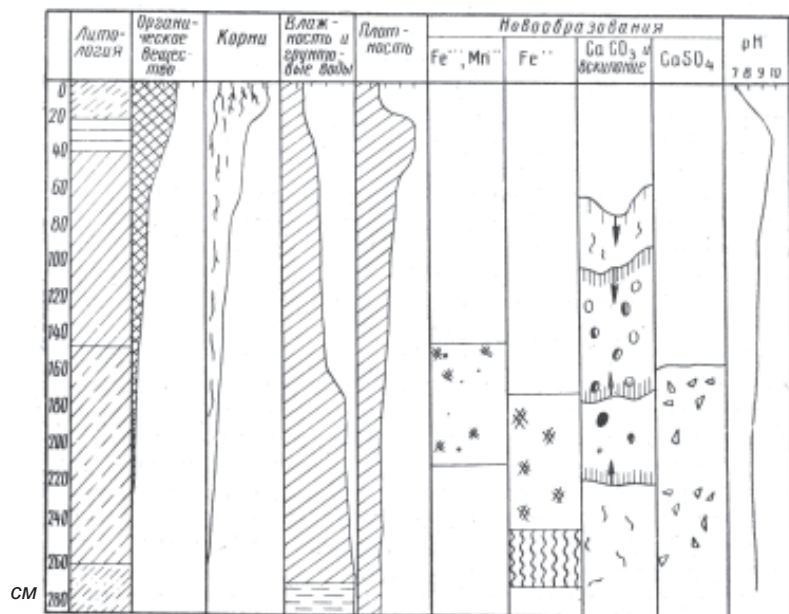 Лито-
логия
Органи-
ческое
вещес-
тво
Корни
Влаж-
ность и
грунто-
вые воды
Плот-
ность
Новообразования
Fe···, Mn··
Fe··
CaCO₃ и
вскипание
CaSO₄
pH
7 8 9 10
0
20
40
60
80
100
120
140
160
180
200
220
240
260
280
см